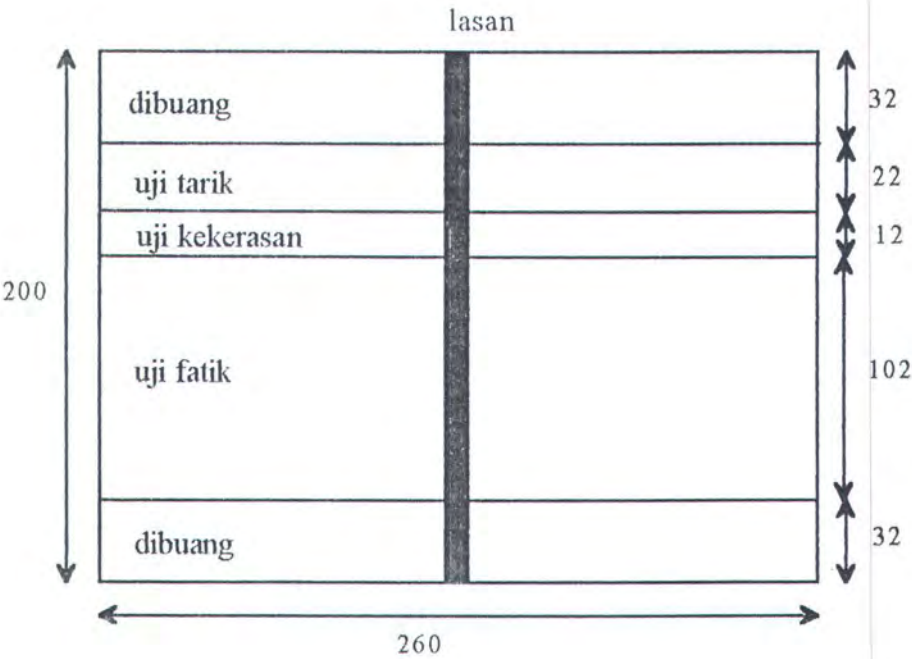 lasan
dibuang
32
uji tarik
22
uji kekerasan
12
200
uji fatik
102
dibuang
32
260